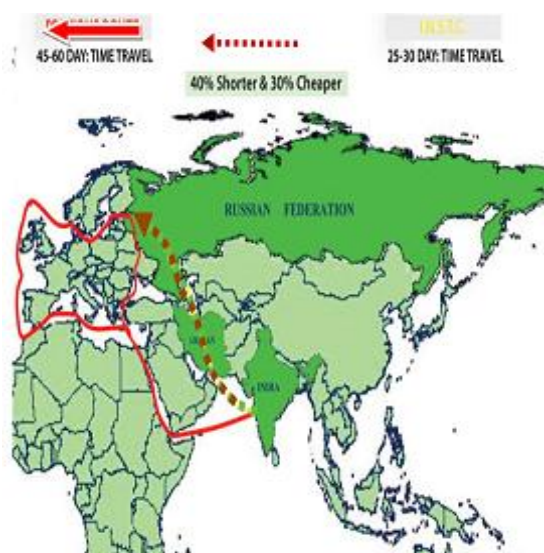 INSTC
45-60 DAY: TIME TRAVEL
25-30 DAY: TIME TRAVEL
40% Shorter & 30% Cheaper
RUSSIAN FEDERATION
INDIA